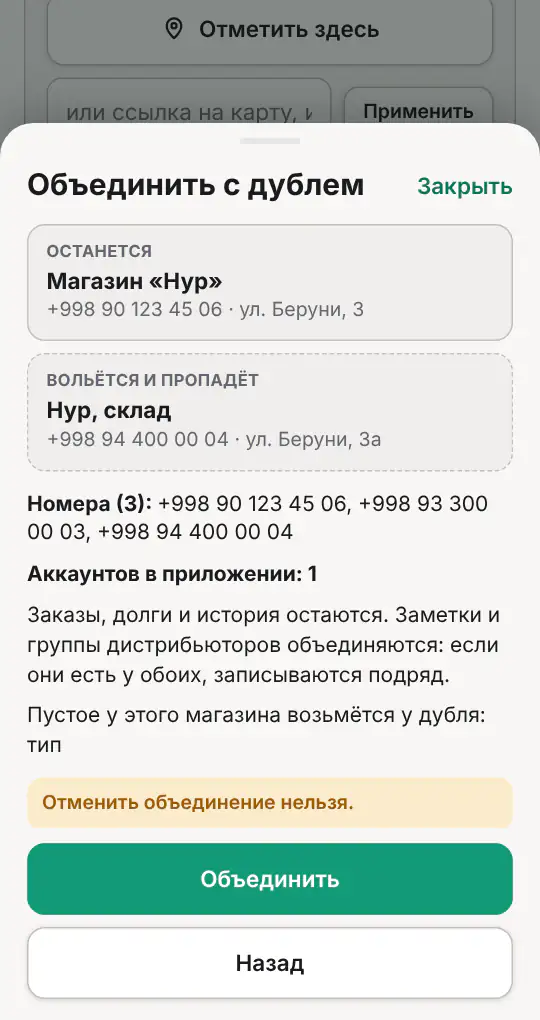 Отметить здесь
или ссылка на карту, и
Применить
Объединить с дублем
Закрыть
ОСТАНЕТСЯ
Магазин «Нур»
+998 90 123 45 06 · ул. Беруни, 3
ВОЛЬЁТСЯ И ПРОПАДЁТ
Нур, склад
+998 94 400 00 04 · ул. Беруни, 3а
Номера (3): +998 90 123 45 06, +998 93 300
00 03, +998 94 400 00 04
Аккаунтов в приложении: 1
Заказы, долги и история остаются. Заметки и
группы дистрибьюторов объединяются: если
они есть у обоих, записываются подряд.
Пустое у этого магазина возьмётся у дубля:
тип
Отменить объединение нельзя.
Объединить
Назад